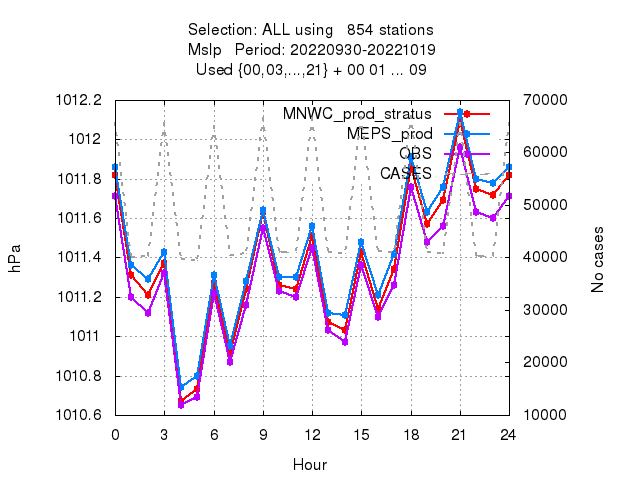 Selection: ALL using 854 stations
Mslp Period: 20220930-20221019
Used {00,03,...,21} + 00 01 ... 09
1012.2
1012
1011.8
1011.6
1011.4
1011.2
1011
1010.8
1010.6
hPa
70000
60000
50000
40000
30000
20000
10000
No cases
MNWC_prod_stratus
MEPS_prod
OBS
CASES
0 3 6 9 12 15 18 21 24
Hour